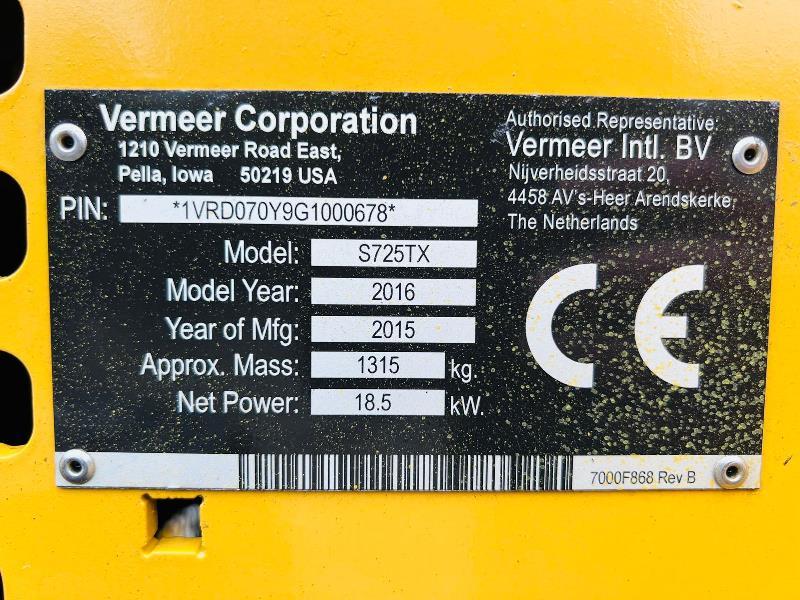 Vermeer Corporation
1210 Vermeer Road East,
Pella, Iowa 50219 USA
Authorised Representative:
Vermeer Intl. BV
Nijverheidsstraat 20,
4458 AV's-Heer Arendskerke,
The Netherlands
PIN: *1VRD070Y9G1000678*
Model: S725TX
Model Year: 2016
Year of Mfg: 2015
Approx. Mass: 1315 kg.
Net Power: 18.5 kW.
CE
7000F868 Rev B